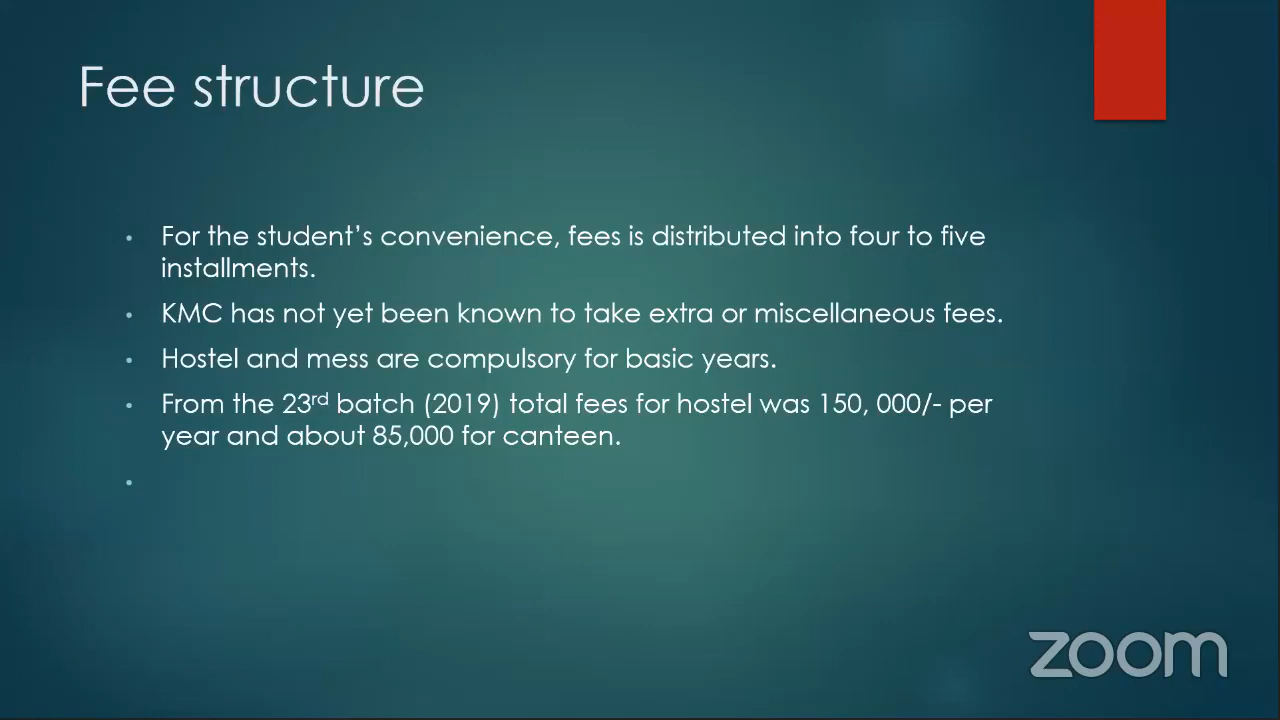 Fee structure
• For the student’s convenience, fees is distributed into four to five
installments.
• KMC has not yet been known to take extra or miscellaneous fees.
• Hostel and mess are compulsory for basic years.
• From the 23rd batch (2019) total fees for hostel was 150, 000/- per
year and about 85,000 for canteen.
•
zoom